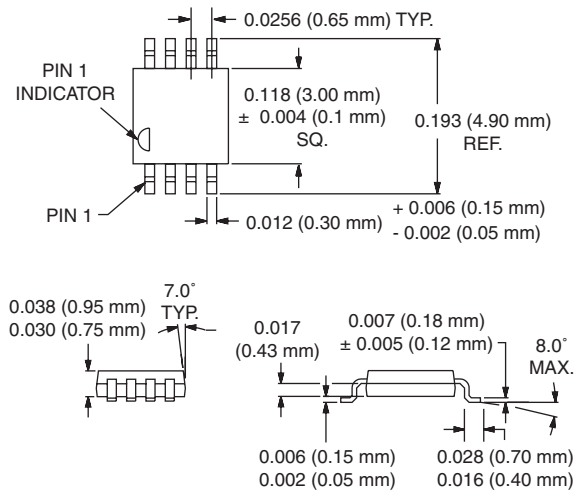 0.0256 (0.65 mm) TYP.
PIN 1
INDICATOR
0.118 (3.00 mm)
± 0.004 (0.1 mm)
SQ.
0.193 (4.90 mm)
REF.
PIN 1
0.012 (0.30 mm)
+ 0.006 (0.15 mm)
- 0.002 (0.05 mm)
0.038 (0.95 mm)
0.030 (0.75 mm)
7.0°
TYP.
0.017
(0.43 mm)
0.007 (0.18 mm)
± 0.005 (0.12 mm)
8.0°
MAX.
0.006 (0.15 mm)
0.002 (0.05 mm)
0.028 (0.70 mm)
0.016 (0.40 mm)